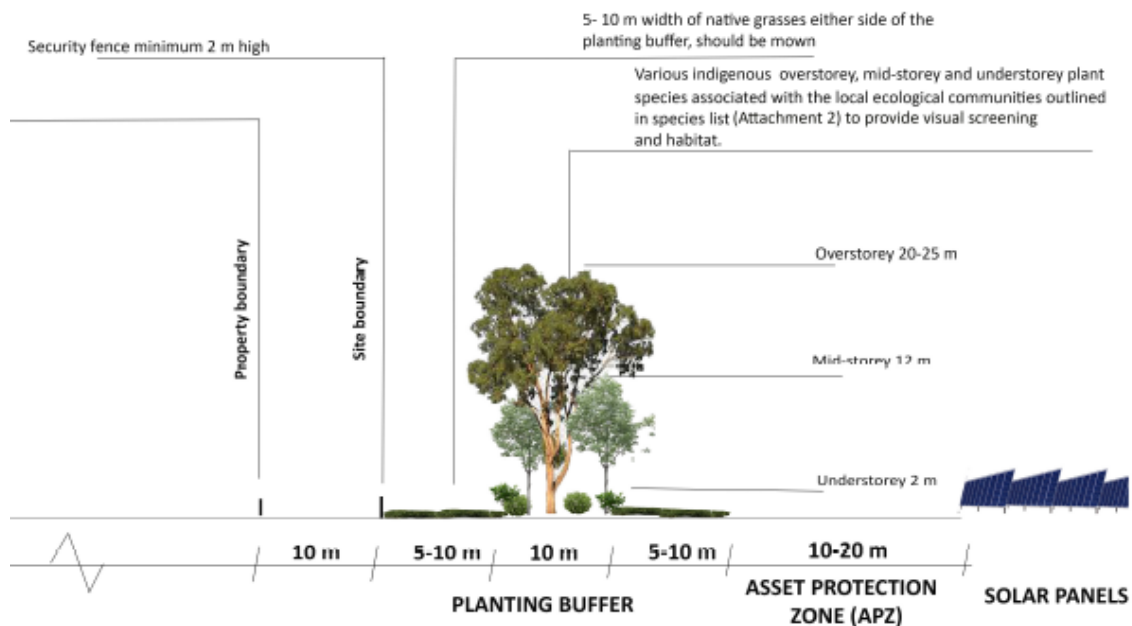 Security fence minimum 2 m high
5- 10 m width of native grasses either side of the
planting buffer, should be mown
Various indigenous overstorey, mid-storey and understorey plant
species associated with the local ecological communities outlined
in species list (Attachment 2) to provide visual screening
and habitat.
Property boundary
Site boundary
Overstorey 20-25 m
Mid-storey 12 m
Understorey 2 m
10 m
5-10 m
10 m
5-10 m
10-20 m
PLANTING BUFFER
ASSET PROTECTION
ZONE (APZ)
SOLAR PANELS